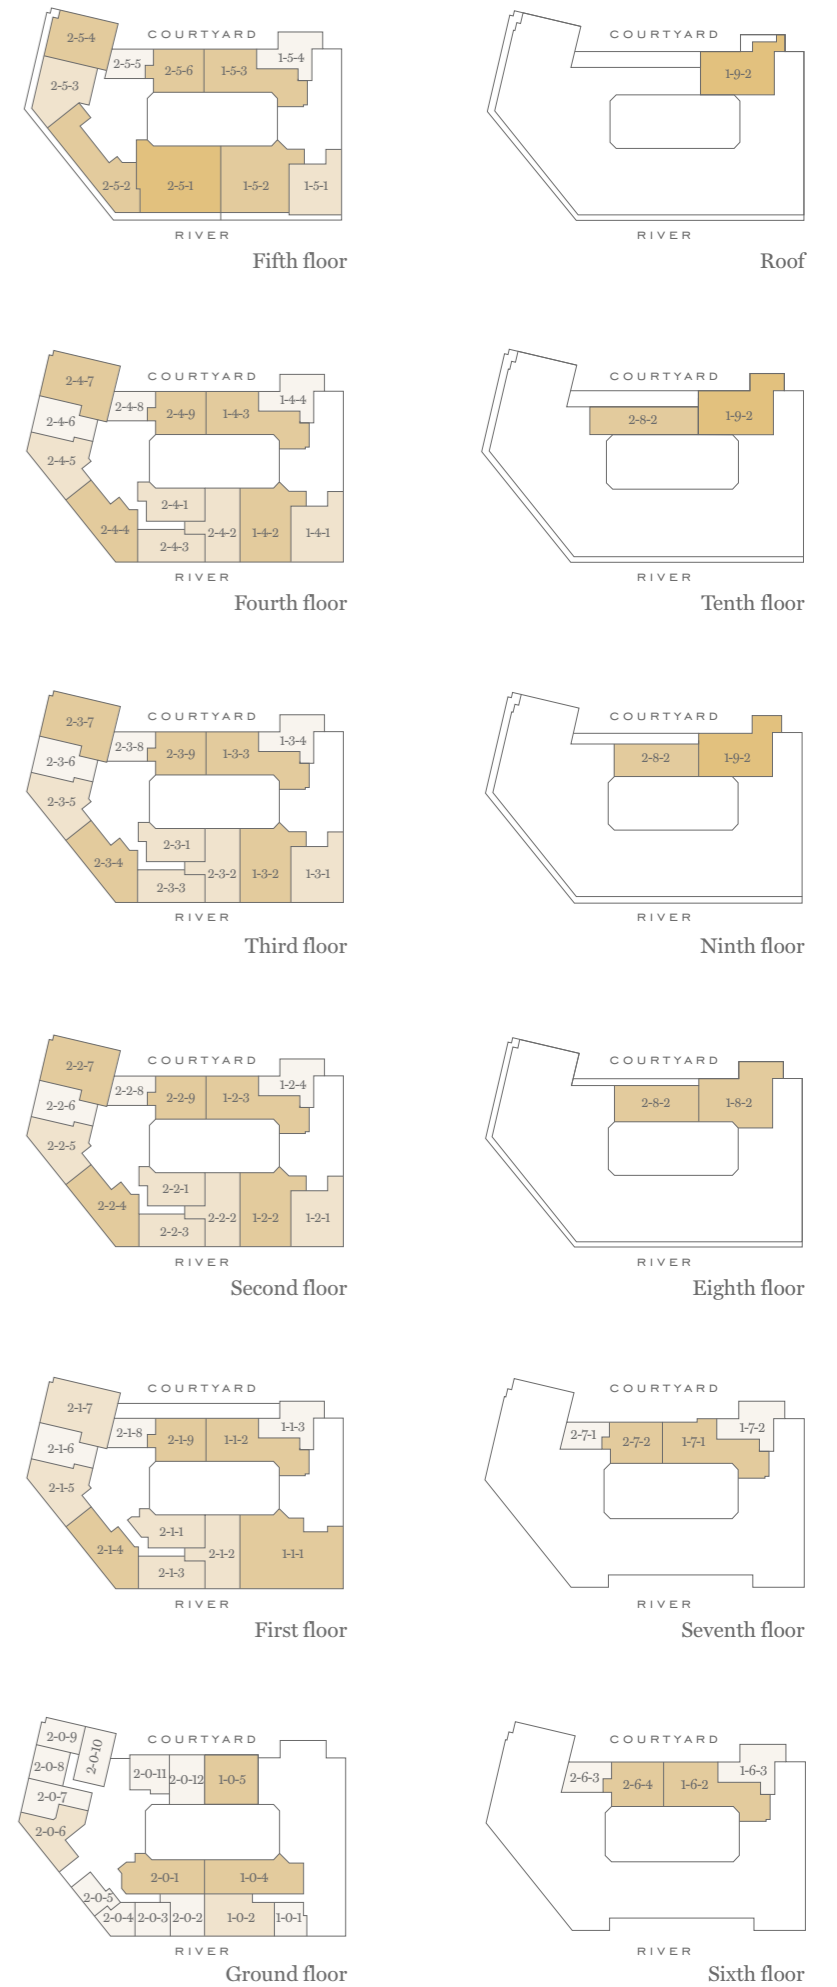 COURTYARD
2-5-4
2-5-5
2-5-6
1-5-3
1-5-4
2-5-3
2-5-2
2-5-1
1-5-2
1-5-1
RIVER
Fifth floor
COURTYARD
1-9-2
RIVER
Roof
COURTYARD
2-4-7
2-4-8
2-4-9
1-4-3
1-4-4
2-4-6
2-4-5
2-4-1
2-4-4
2-4-2
1-4-2
1-4-1
2-4-3
RIVER
Fourth floor
COURTYARD
2-8-2
1-9-2
RIVER
Tenth floor
COURTYARD
2-3-7
2-3-8
2-3-9
1-3-3
1-3-4
2-3-6
2-3-5
2-3-1
2-3-4
2-3-2
1-3-2
1-3-1
2-3-3
RIVER
Third floor
COURTYARD
2-8-2
1-9-2
RIVER
Ninth floor
COURTYARD
2-2-7
2-2-8
2-2-9
1-2-3
1-2-4
2-2-6
2-2-5
2-2-1
2-2-4
2-2-2
1-2-2
1-2-1
2-2-3
RIVER
Second floor
COURTYARD
2-8-2
1-8-2
RIVER
Eighth floor
COURTYARD
2-1-7
2-1-8
2-1-9
1-1-2
1-1-3
2-1-6
2-1-5
2-1-1
2-1-4
2-1-2
1-1-1
2-1-3
RIVER
First floor
COURTYARD
2-7-1
2-7-2
1-7-1
1-7-2
RIVER
Seventh floor
COURTYARD
2-0-9
2-0-10
2-0-8
2-0-11
2-0-12
1-0-5
2-0-7
2-0-6
2-0-1
1-0-4
2-0-5
2-0-4
2-0-3
2-0-2
1-0-2
1-0-1
RIVER
Ground floor
COURTYARD
2-6-3
2-6-4
1-6-2
1-6-3
RIVER
Sixth floor